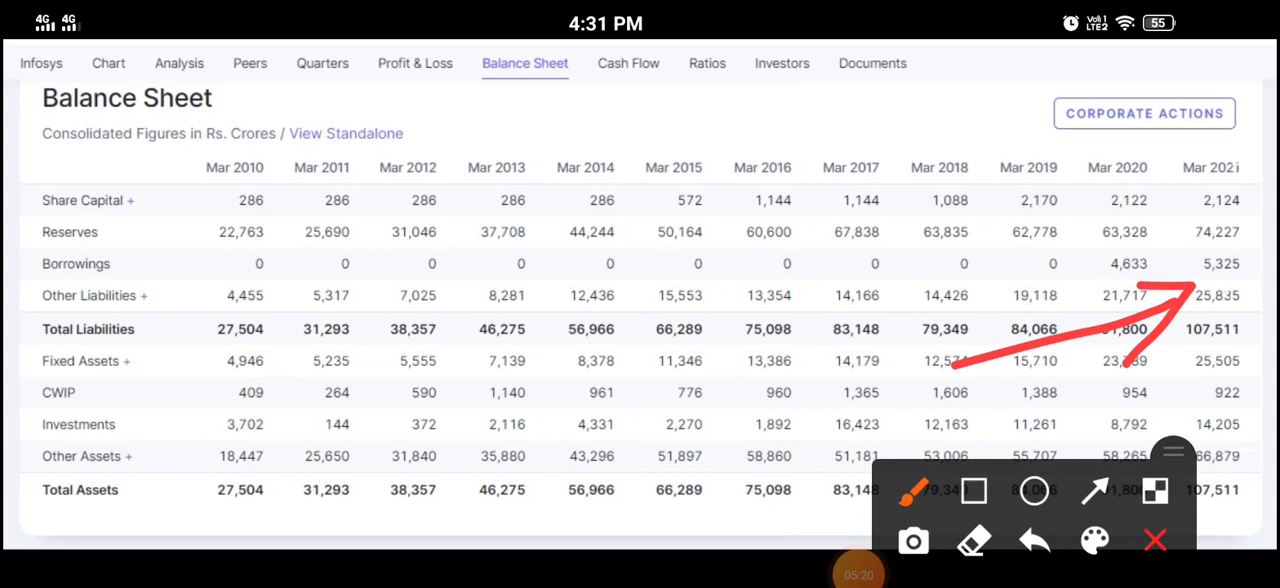 4G 4G 4:31 PM Vol) 1 LTE2 55
Infosys Chart Analysis Peers Quarters Profit & Loss Balance Sheet Cash Flow Ratios Investors Documents
Balance Sheet
CORPORATE ACTIONS
Consolidated Figures in Rs. Crores / View Standalone
Mar 2010 Mar 2011 Mar 2012 Mar 2013 Mar 2014 Mar 2015 Mar 2016 Mar 2017 Mar 2018 Mar 2019 Mar 2020 Mar 2021
Share Capital + 286 286 286 286 286 572 1,144 1,144 1,088 2,170 2,122 2,124
Reserves 22,763 25,690 31,046 37,708 44,244 50,164 60,600 67,838 63,835 62,778 63,328 74,227
Borrowings 0 0 0 0 0 0 0 0 0 0 4,633 5,325
Other Liabilities + 4,455 5,317 7,025 8,281 12,436 15,553 13,354 14,166 14,426 19,118 21,717 25,835
Total Liabilities 27,504 31,293 38,357 46,275 56,966 66,289 75,098 83,148 79,349 84,066 107,511
Fixed Assets + 4,946 5,235 5,555 7,139 8,378 11,346 13,386 14,179 15,710 25,505
CWIP 409 264 590 1,140 961 776 960 1,365 1,606 1,388 954 922
Investments 3,702 144 372 2,116 4,331 2,270 1,892 16,423 12,163 11,261 8,792 14,205
Other Assets + 18,447 25,650 31,840 35,880 43,296 51,897 58,860 51,181 53,006 55,707 58,265 66,879
Total Assets 27,504 31,293 38,357 46,275 56,966 66,289 75,098 83,148 79,349 84,066 107,511
05:20